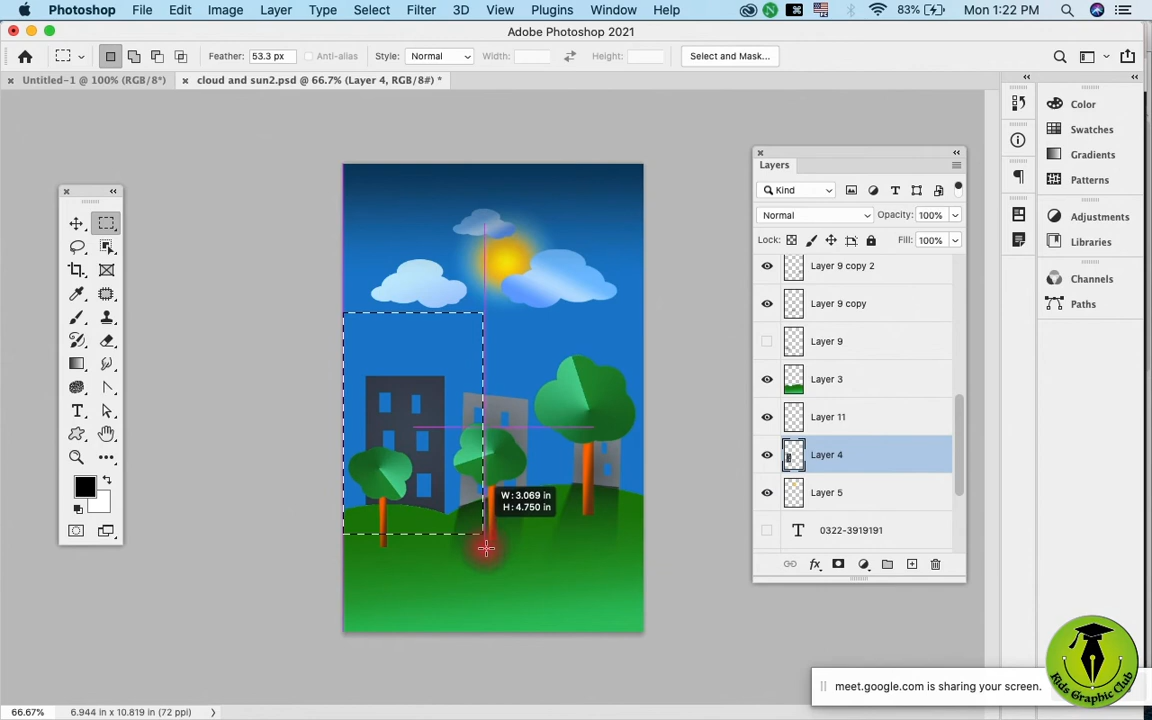 Photoshop File Edit Image Layer Type Select Filter 3D View Plugins Window Help 83% Mon 1:22 PM
Adobe Photoshop 2021
Feather: 53.3 px Anti-alias Style: Normal Width: Height: Select and Mask...
Untitled-1 @ 100% (RGB/8*) cloud and sun2.psd @ 66.7% (Layer 4, RGB/8#) *
Layers
Kind
Normal Opacity: 100%
Lock: Fill: 100%
Layer 9 copy 2
Layer 9 copy
Layer 9
Layer 3
Layer 11
Layer 4
Layer 5
T 0322-3919191
fx
Color
Swatches
Gradients
Patterns
Adjustments
Libraries
Channels
Paths
W: 3.069 in
H: 4.750 in
meet.google.com is sharing your screen.
Kids Graphic Club
66.67% 6.944 in x 10.819 in (72 ppi)